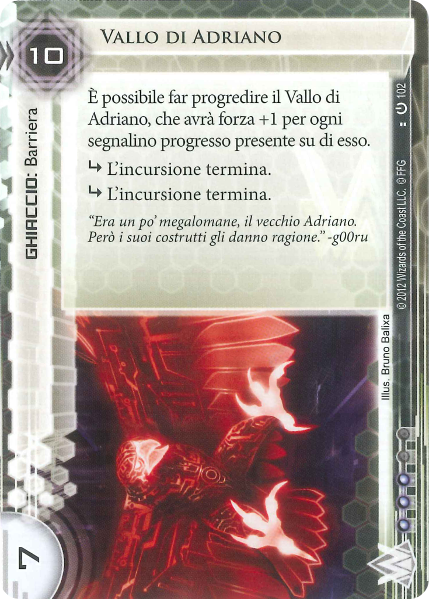 10
VALLO DI ADRIANO
GHIACCIO: Barriera
È possibile far progredire il Vallo di
Adriano, che avrà forza +1 per ogni
segnalino progresso presente su di esso.
↳ L'incursione termina.
↳ L'incursione termina.
“Era un po' megalomane, il vecchio Adriano.
Però i suoi costrutti gli danno ragione.” -g00ru
102
© 2012 Wizards of the Coast LLC. © FFG
Illus. Bruno Balixa
7